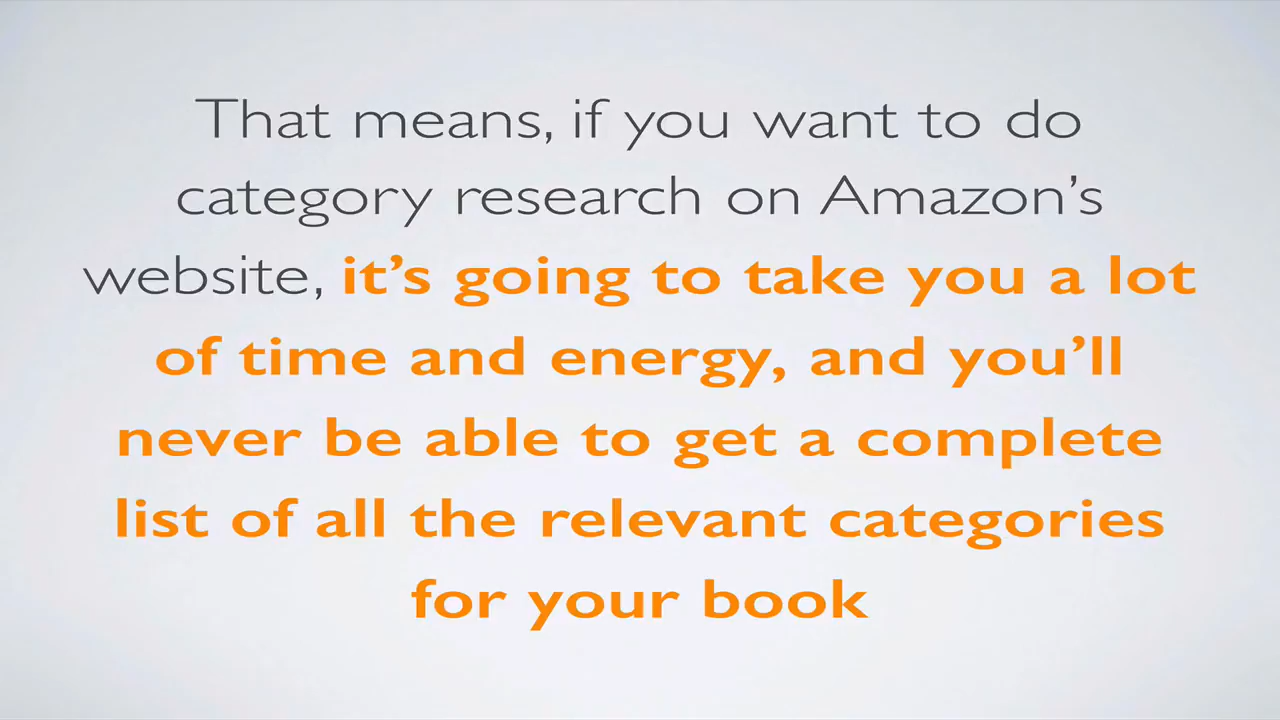 That means, if you want to do
category research on Amazon’s
website, it’s going to take you a lot
of time and energy, and you’ll
never be able to get a complete
list of all the relevant categories
for your book